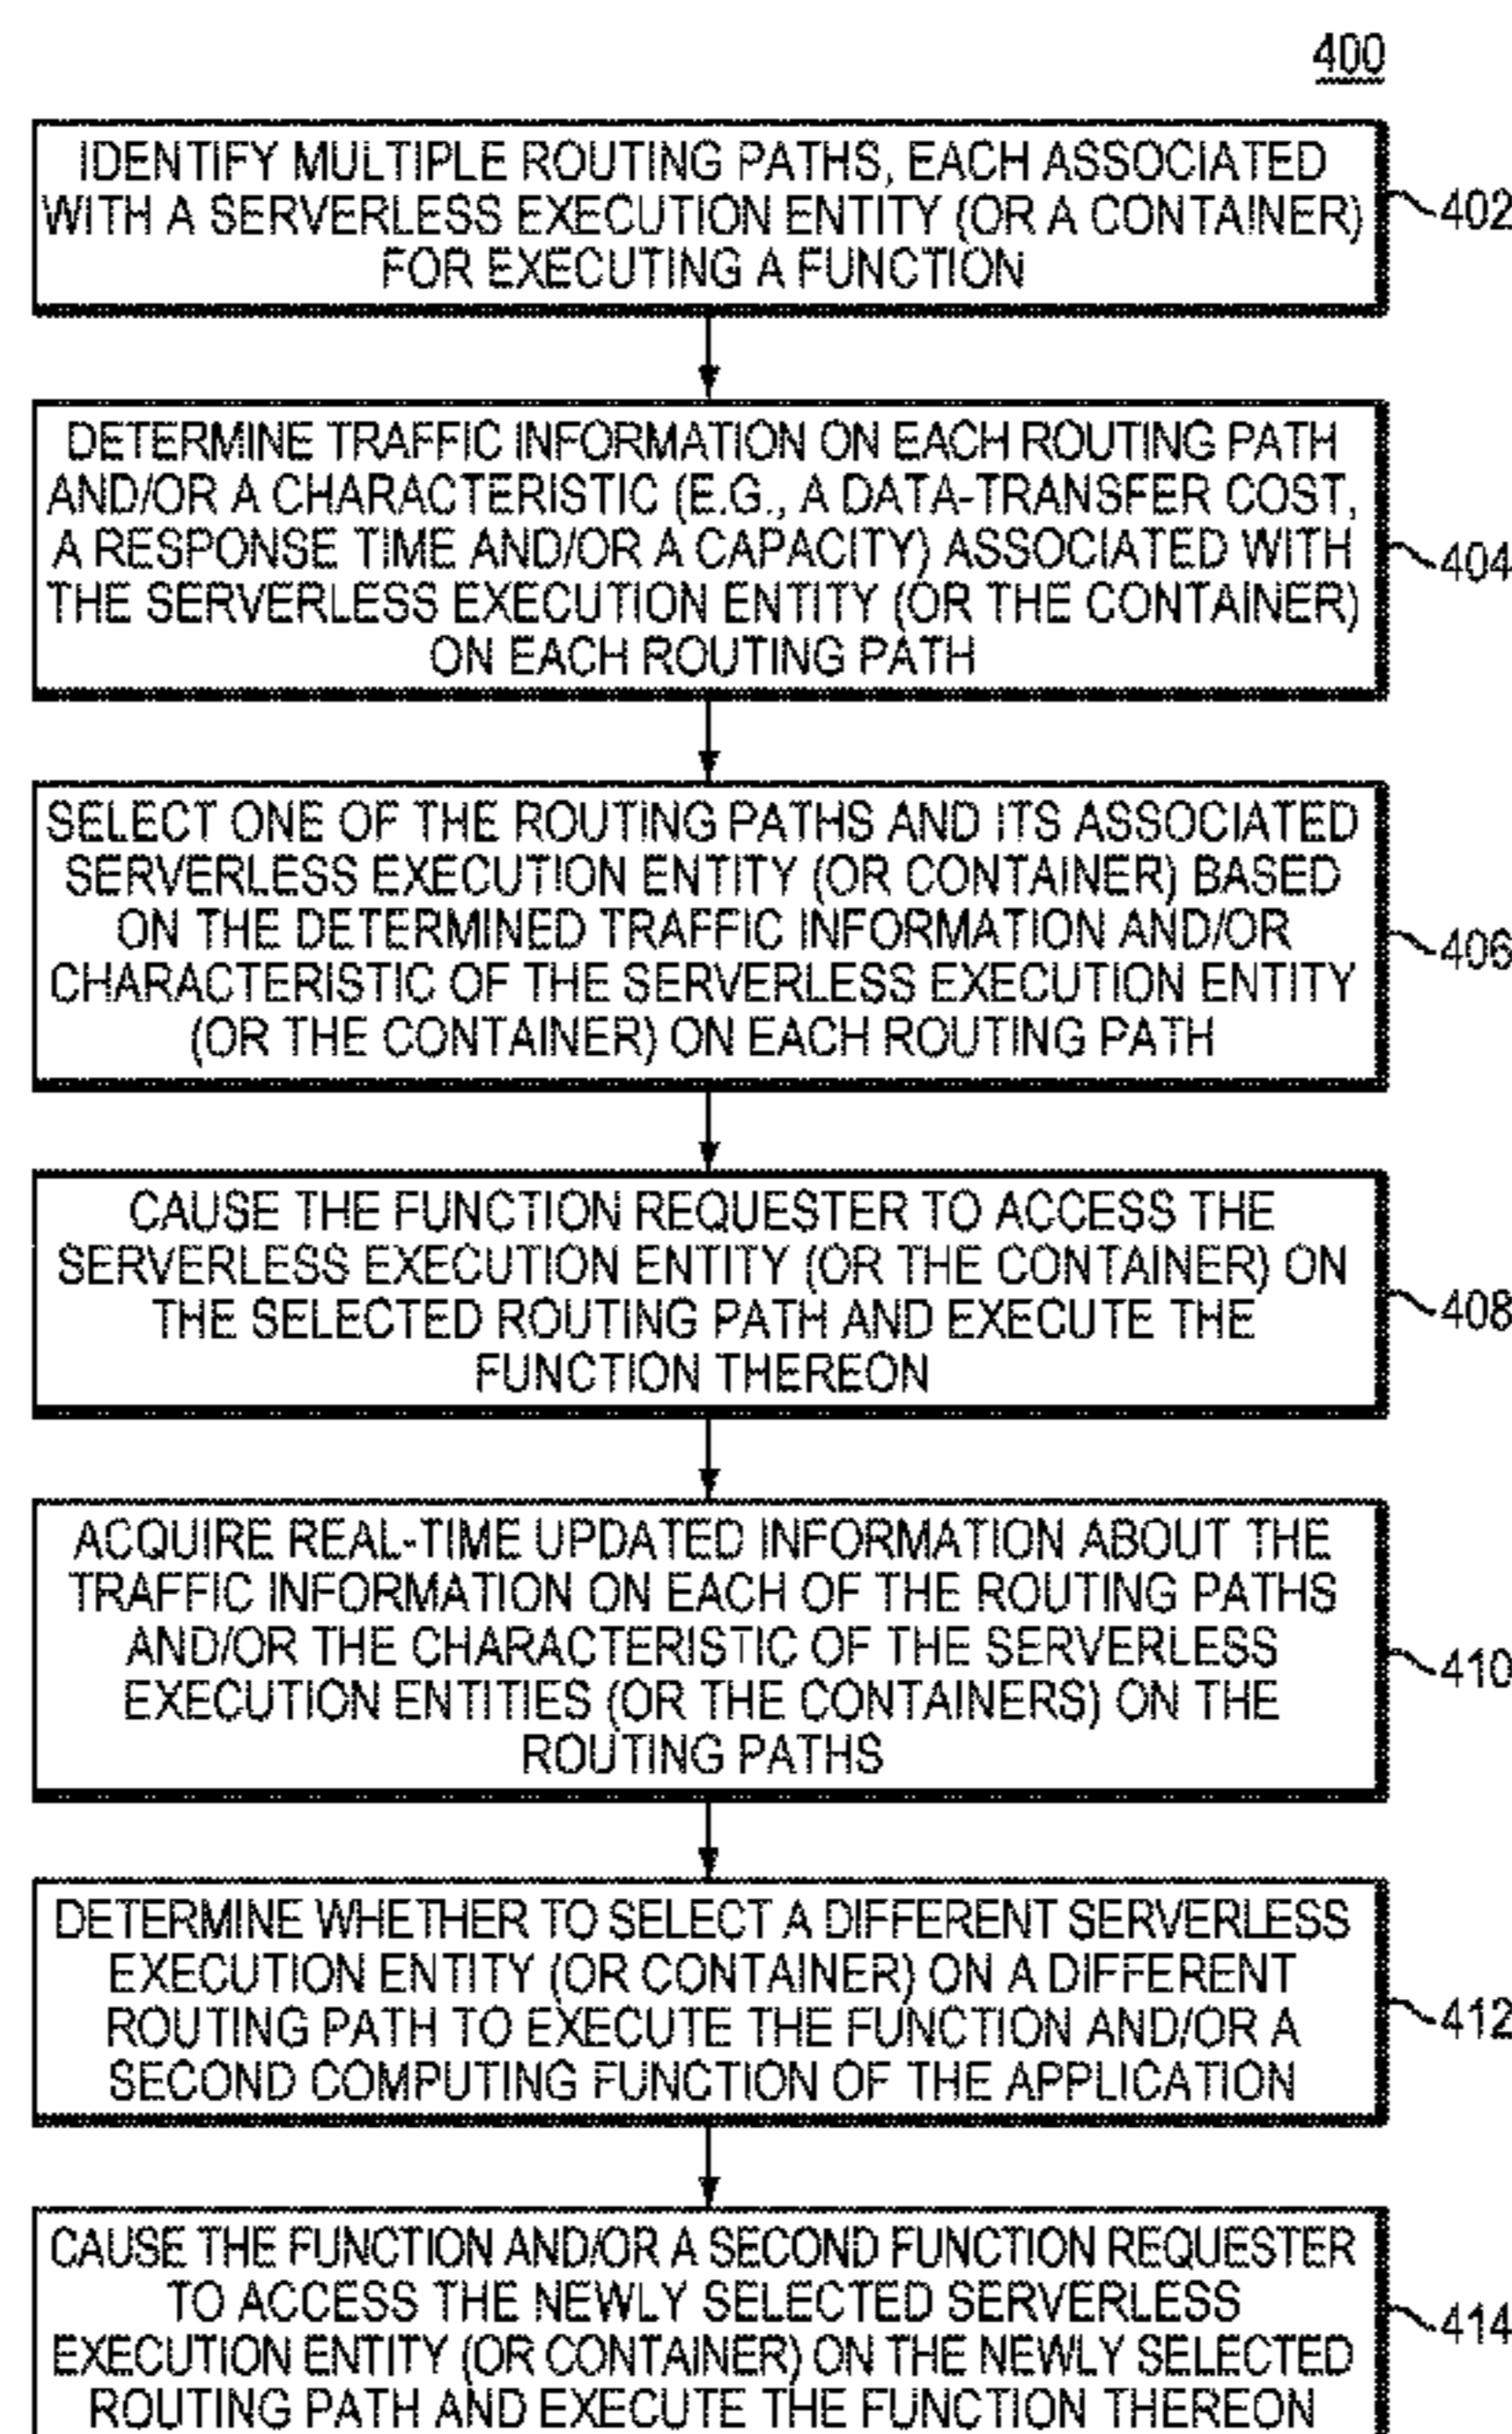 400
IDENTIFY MULTIPLE ROUTING PATHS, EACH ASSOCIATED
WITH A SERVERLESS EXECUTION ENTITY (OR A CONTAINER)
FOR EXECUTING A FUNCTION
402
DETERMINE TRAFFIC INFORMATION ON EACH ROUTING PATH
AND/OR A CHARACTERISTIC (E.G., A DATA-TRANSFER COST,
A RESPONSE TIME AND/OR A CAPACITY) ASSOCIATED WITH
THE SERVERLESS EXECUTION ENTITY (OR THE CONTAINER)
ON EACH ROUTING PATH
404
SELECT ONE OF THE ROUTING PATHS AND ITS ASSOCIATED
SERVERLESS EXECUTION ENTITY (OR CONTAINER) BASED
ON THE DETERMINED TRAFFIC INFORMATION AND/OR
CHARACTERISTIC OF THE SERVERLESS EXECUTION ENTITY
(OR THE CONTAINER) ON EACH ROUTING PATH
406
CAUSE THE FUNCTION REQUESTER TO ACCESS THE
SERVERLESS EXECUTION ENTITY (OR THE CONTAINER) ON
THE SELECTED ROUTING PATH AND EXECUTE THE
FUNCTION THEREON
408
ACQUIRE REAL-TIME UPDATED INFORMATION ABOUT THE
TRAFFIC INFORMATION ON EACH OF THE ROUTING PATHS
AND/OR THE CHARACTERISTIC OF THE SERVERLESS
EXECUTION ENTITIES (OR THE CONTAINERS) ON THE
ROUTING PATHS
410
DETERMINE WHETHER TO SELECT A DIFFERENT SERVERLESS
EXECUTION ENTITY (OR CONTAINER) ON A DIFFERENT
ROUTING PATH TO EXECUTE THE FUNCTION AND/OR A
SECOND COMPUTING FUNCTION OF THE APPLICATION
412
CAUSE THE FUNCTION AND/OR A SECOND FUNCTION REQUESTER
TO ACCESS THE NEWLY SELECTED SERVERLESS
EXECUTION ENTITY (OR CONTAINER) ON THE NEWLY SELECTED
ROUTING PATH AND EXECUTE THE FUNCTION THEREON
414